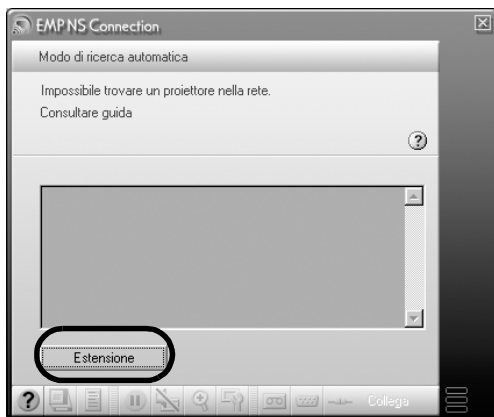 EMP NS Connection
Modo di ricerca automatica
Impossibile trovare un proiettore nella rete.
Consultare guida
?
Estensione
? Collega